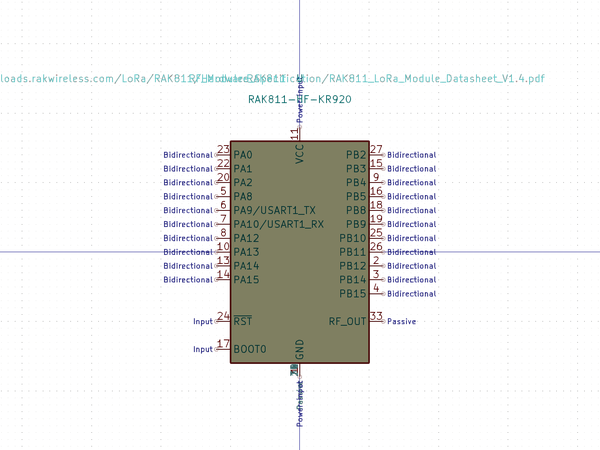 loads.rakwireless.com/LoRa/RAK811/Hardware_Specification/RAK811_LoRa_Module_Datasheet_V1.4.pdf
RAK811-HF-KR920
Power input
11
VCC
Bidirectional 23 PA0 PB2 27 Bidirectional
Bidirectional 22 PA1 PB3 15 Bidirectional
Bidirectional 20 PA2 PB4 9 Bidirectional
Bidirectional 5 PA8 PB5 16 Bidirectional
Bidirectional 6 PA9/USART1_TX PB8 18 Bidirectional
Bidirectional 7 PA10/USART1_RX PB9 19 Bidirectional
Bidirectional 8 PA12 PB10 25 Bidirectional
Bidirectional 10 PA13 PB11 26 Bidirectional
Bidirectional 13 PA14 PB12 2 Bidirectional
Bidirectional 14 PA15 PB14 3 Bidirectional
PB15 4 Bidirectional
Input 24 RST RF_OUT 33 Passive
Input 17 BOOT0
GND
Power input